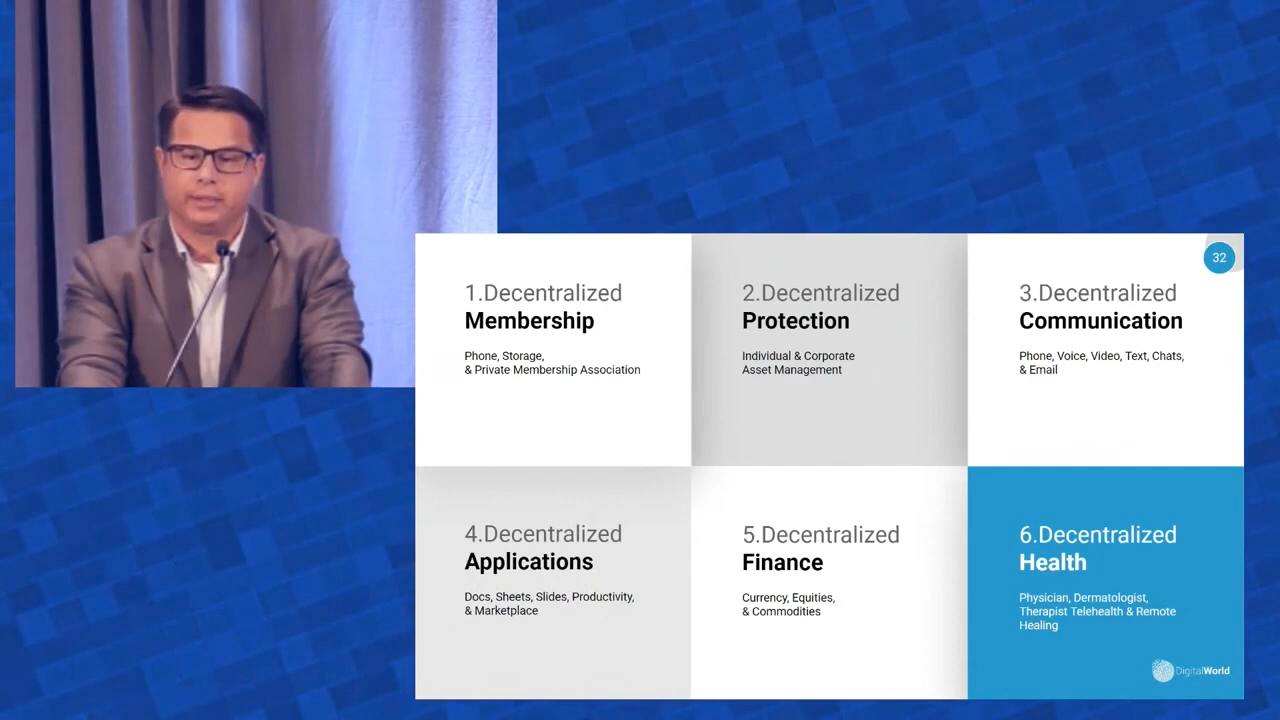 32
1.Decentralized
Membership
Phone, Storage,
& Private Membership Association
2.Decentralized
Protection
Individual & Corporate
Asset Management
3.Decentralized
Communication
Phone, Voice, Video, Text, Chats,
& Email
4.Decentralized
Applications
Docs, Sheets, Slides, Productivity,
& Marketplace
5.Decentralized
Finance
Currency, Equities,
& Commodities
6.Decentralized
Health
Physician, Dermatologist,
Therapist Telehealth & Remote
Healing
DigitalWorld